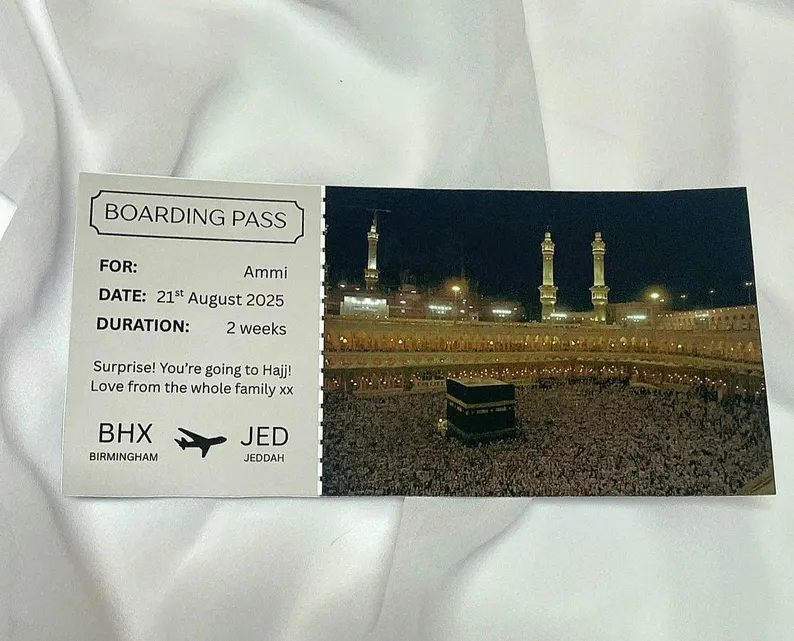 BOARDING PASS
FOR: Ammi
DATE: 21st August 2025
DURATION: 2 weeks
Surprise! You're going to Hajj!
Love from the whole family xx
BHX JED
BIRMINGHAM JEDDAH